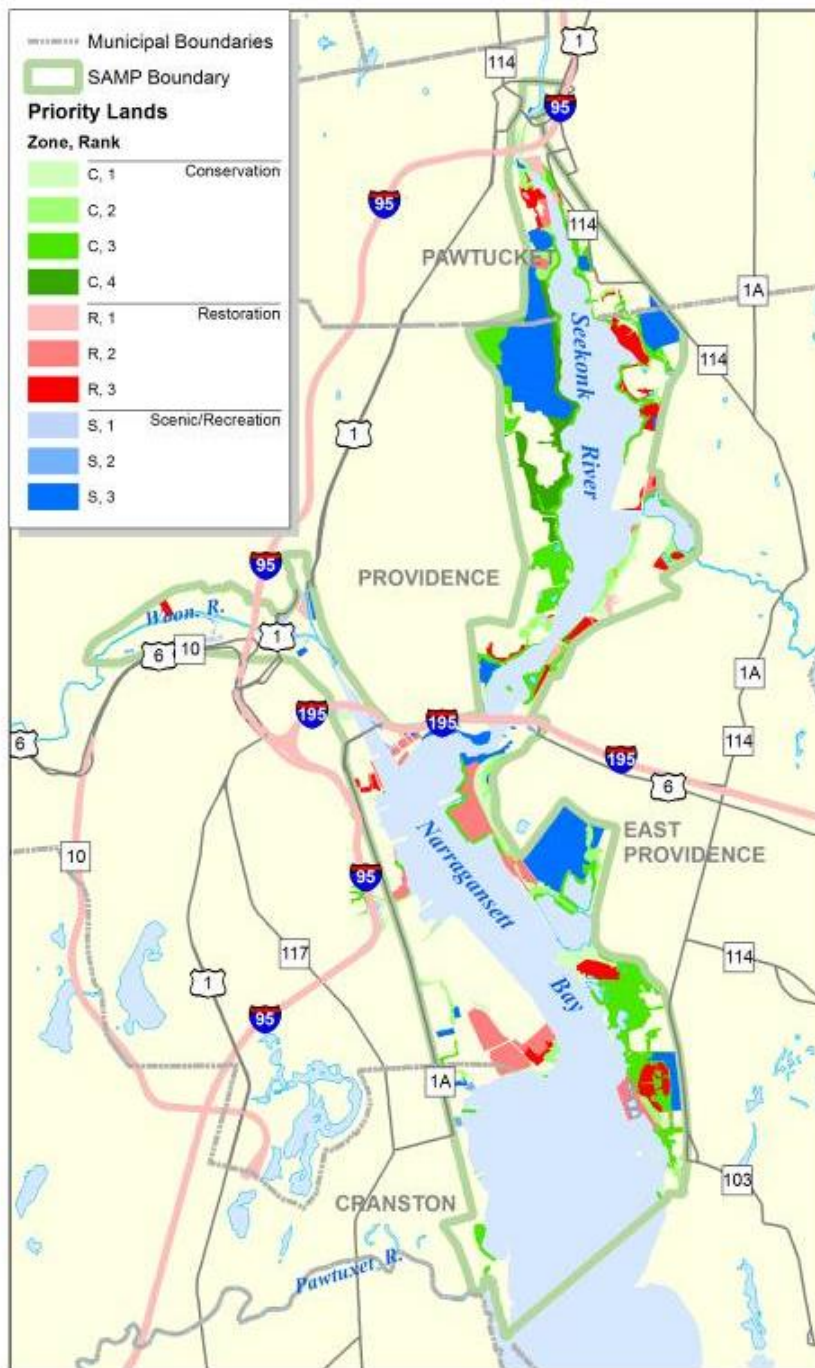 Municipal Boundaries
SAMP Boundary
Priority Lands
Zone, Rank
C, 1 Conservation
C, 2
C, 3
C, 4
R, 1 Restoration
R, 2
R, 3
S, 1 Scenic/Recreation
S, 2
S, 3
1
114
95
95
114
PAWTUCKET
1A
114
Seekonk
River
1
95
PROVIDENCE
Woon. R.
10
6
1
1A
114
195
195
195
6
6
EAST
PROVIDENCE
10
95
Narragansett
Bay
117
114
1
95
1A
CRANSTON
103
Pawtuxet R.